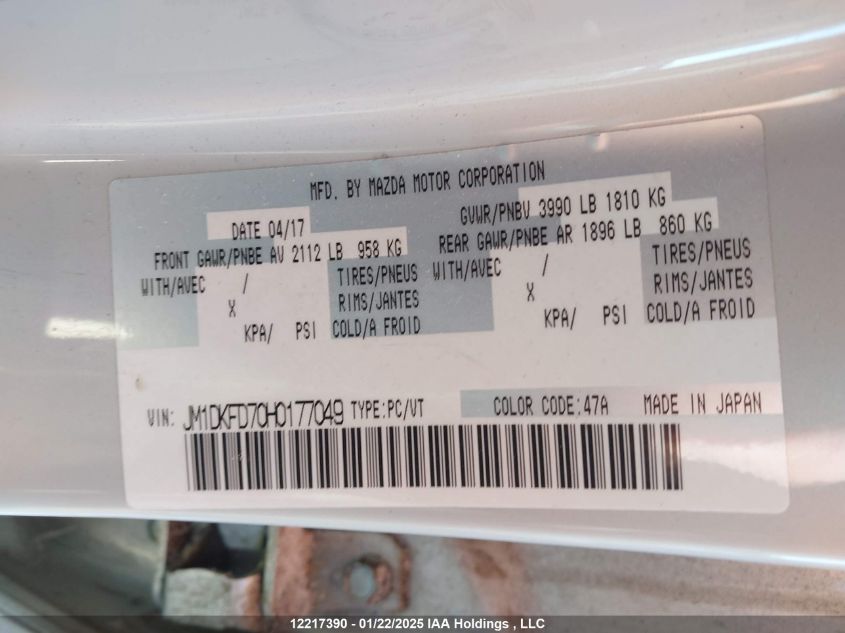 MFD. BY MAZDA MOTOR CORPORATION
DATE 04/17 GVWR/PNBV 3990 LB 1810 KG
FRONT GAWR/PNBE AV 2112 LB 958 KG REAR GAWR/PNBE AR 1896 LB 860 KG
WITH/AVEC / TIRES/PNEUS WITH/AVEC / TIRES/PNEUS
X RIMS/JANTES X RIMS/JANTES
KPA/ PSI COLD/A FROID KPA/ PSI COLD/A FROID
VIN: JM1DKFD70H0177049 TYPE:PC/VT COLOR CODE:47A MADE IN JAPAN
12217390 - 01/22/2025 IAA Holdings , LLC